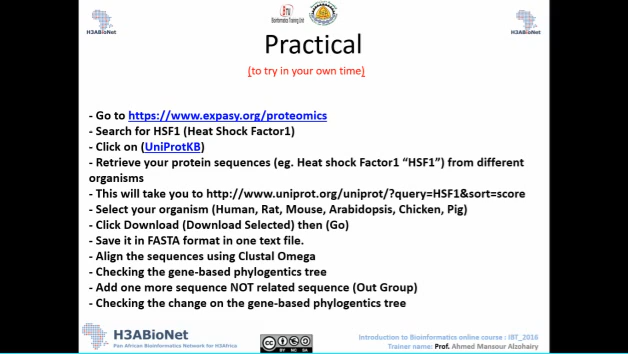 Bioinformatics Training Unit
H3ABioNet
H3ABioNet
Practical
(to try in your own time)
- Go to https://www.expasy.org/proteomics
- Search for HSF1 (Heat Shock Factor1)
- Click on (UniProtKB)
- Retrieve your protein sequences (eg. Heat shock Factor1 “HSF1”) from different
organisms
- This will take you to http://www.uniprot.org/uniprot/?query=HSF1&sort=score
- Select your organism (Human, Rat, Mouse, Arabidopsis, Chicken, Pig)
- Click Download (Download Selected) then (Go)
- Save it in FASTA format in one text file.
- Align the sequences using Clustal Omega
- Checking the gene-based phylogentics tree
- Add one more sequence NOT related sequence (Out Group)
- Checking the change on the gene-based phylogentics tree
H3ABioNet
Pan African Bioinformatics Network for H3Africa
cc
BY NC SA
Introduction to Bioinformatics online course : IBT_2016
Trainer name: Prof. Ahmed Mansour Alzohairy